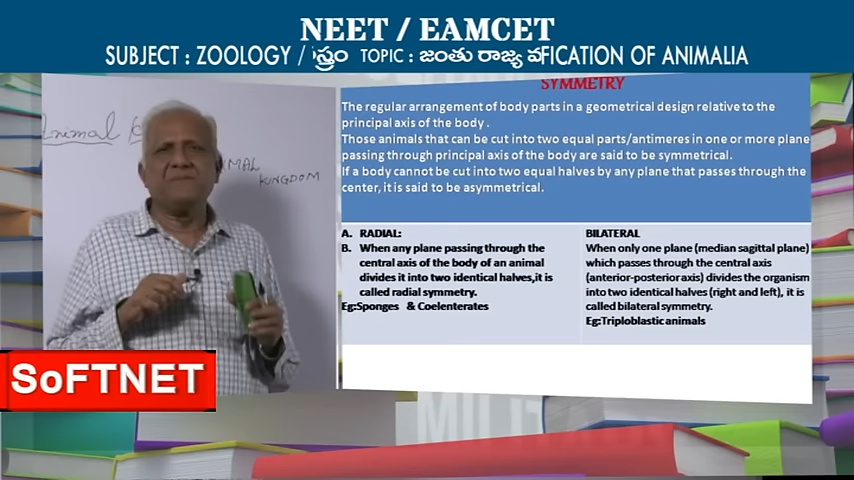 NEET / EAMCET
SUBJECT : ZOOLOGY / స్త్రం TOPIC : జంతు రాజ్య వ FICATION OF ANIMALIA
SYMMETRY
The regular arrangement of body parts in a geometrical design relative to the
principal axis of the body .
Those animals that can be cut into two equal parts/antimeres in one or more plane
passing through principal axis of the body are said to be symmetrical.
If a body cannot be cut into two equal halves by any plane that passes through the
center, it is said to be asymmetrical.
A. RADIAL:
B. When any plane passing through the
central axis of the body of an animal
divides it into two identical halves,it is
called radial symmetry.
Eg:Sponges & Coelenterates
BILATERAL
When only one plane (median sagittal plane)
which passes through the central axis
(anterior-posterior axis) divides the organism
into two identical halves (right and left), it is
called bilateral symmetry.
Eg:Triploblastic animals
Animal
IMAL
KINGDOM
SoFTNET